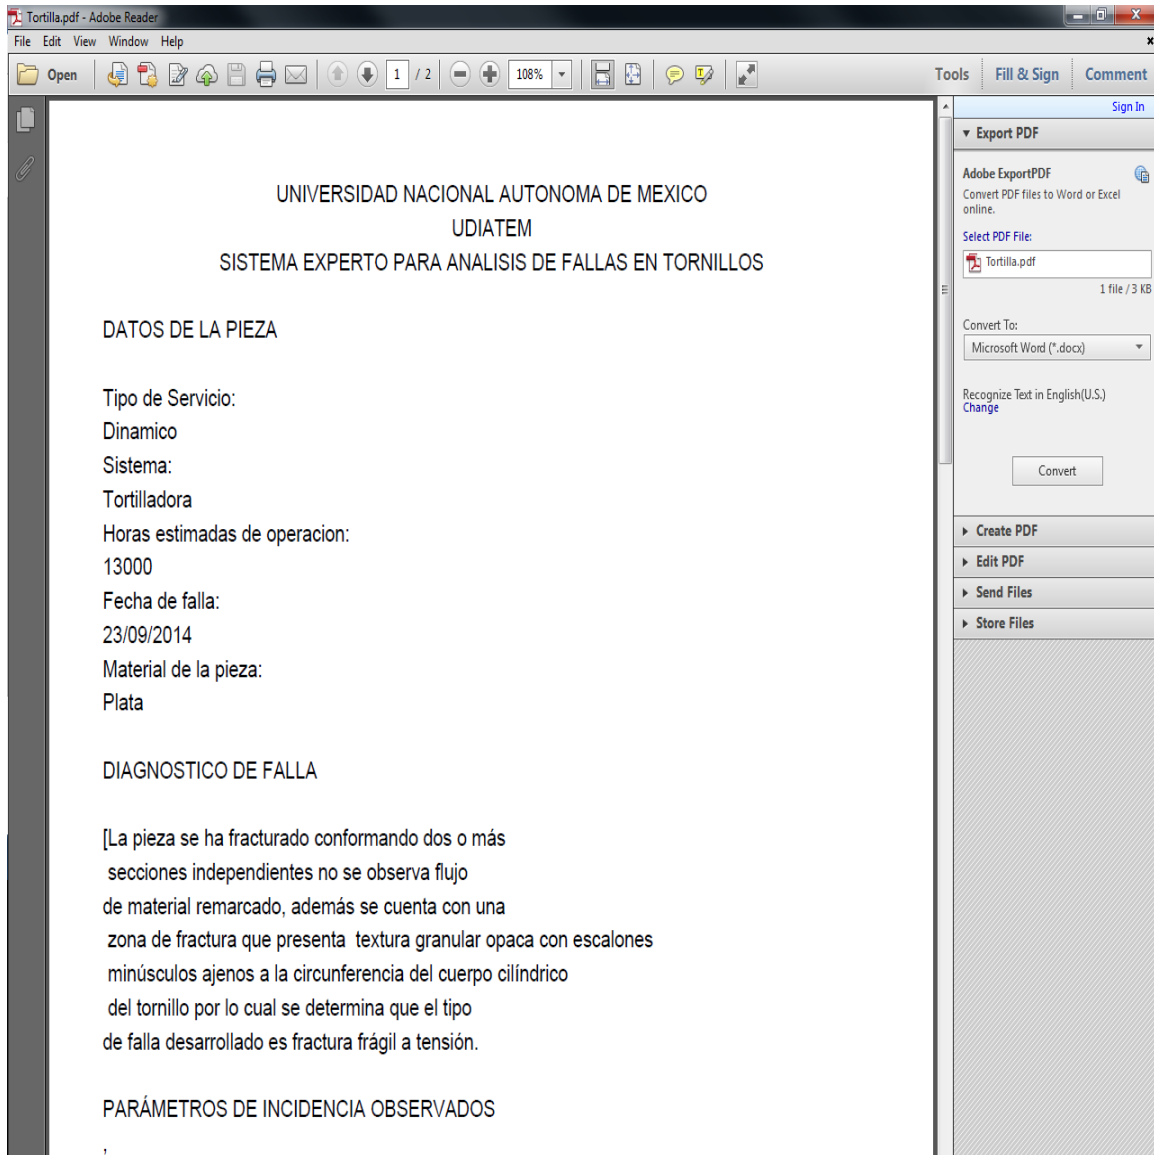 Tortilla.pdf - Adobe Reader
File Edit View Window Help
Open 1 / 2 108% Tools Fill & Sign Comment
Sign In
Export PDF
Adobe ExportPDF
Convert PDF files to Word or Excel
online.
Select PDF File:
Tortilla.pdf
1 file / 3 KB
Convert To:
Microsoft Word (*.docx)
Recognize Text in English(U.S.)
Change
Convert
Create PDF
Edit PDF
Send Files
Store Files
UNIVERSIDAD NACIONAL AUTONOMA DE MEXICO
UDIATEM
SISTEMA EXPERTO PARA ANALISIS DE FALLAS EN TORNILLOS
DATOS DE LA PIEZA
Tipo de Servicio:
Dinamico
Sistema:
Tortilladora
Horas estimadas de operacion:
13000
Fecha de falla:
23/09/2014
Material de la pieza:
Plata
DIAGNOSTICO DE FALLA
[La pieza se ha fracturado conformando dos o más
secciones independientes no se observa flujo
de material remarcado, además se cuenta con una
zona de fractura que presenta  textura granular opaca con escalones
minúsculos ajenos a la circunferencia del cuerpo cilíndrico
del tornillo por lo cual se determina que el tipo
de falla desarrollado es fractura frágil a tensión.
PARÁMETROS DE INCIDENCIA OBSERVADOS
,